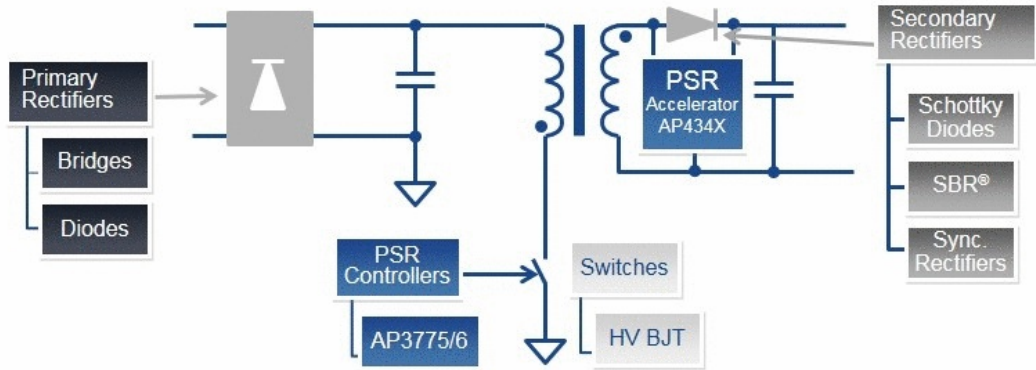 Primary
Rectifiers
Bridges
Diodes
PSR
Controllers
AP3775/6
Switches
HV BJT
PSR
Accelerator
AP434X
Secondary
Rectifiers
Schottky
Diodes
SBR®
Sync.
Rectifiers